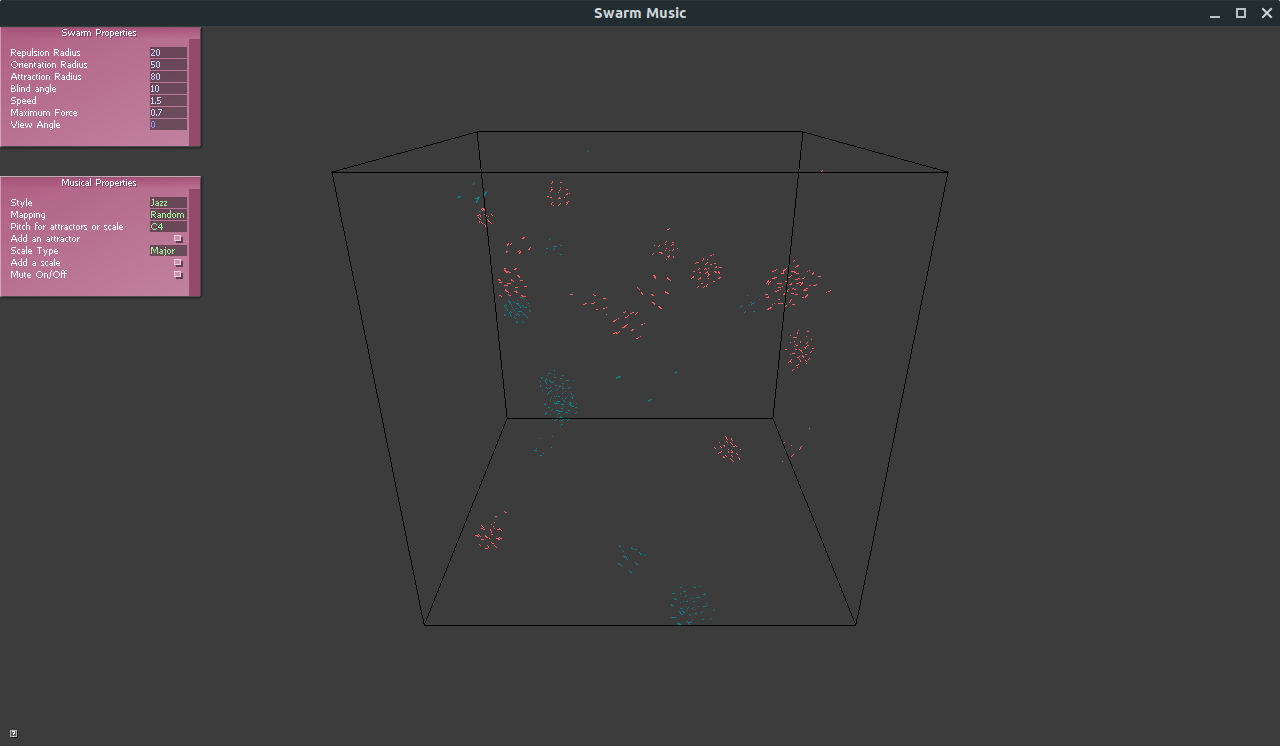 Swarm Music
Swarm Properties
Repulsion Radius 20
Orientation Radius 50
Attraction Radius 80
Blind angle 10
Speed 1.5
Maximum Force 0.7
View Angle 0
Musical Properties
Style Jazz
Mapping Random
Pitch for attractors or scale C4
Add an attractor
Scale Type Major
Add a scale
Mute On/Off
?